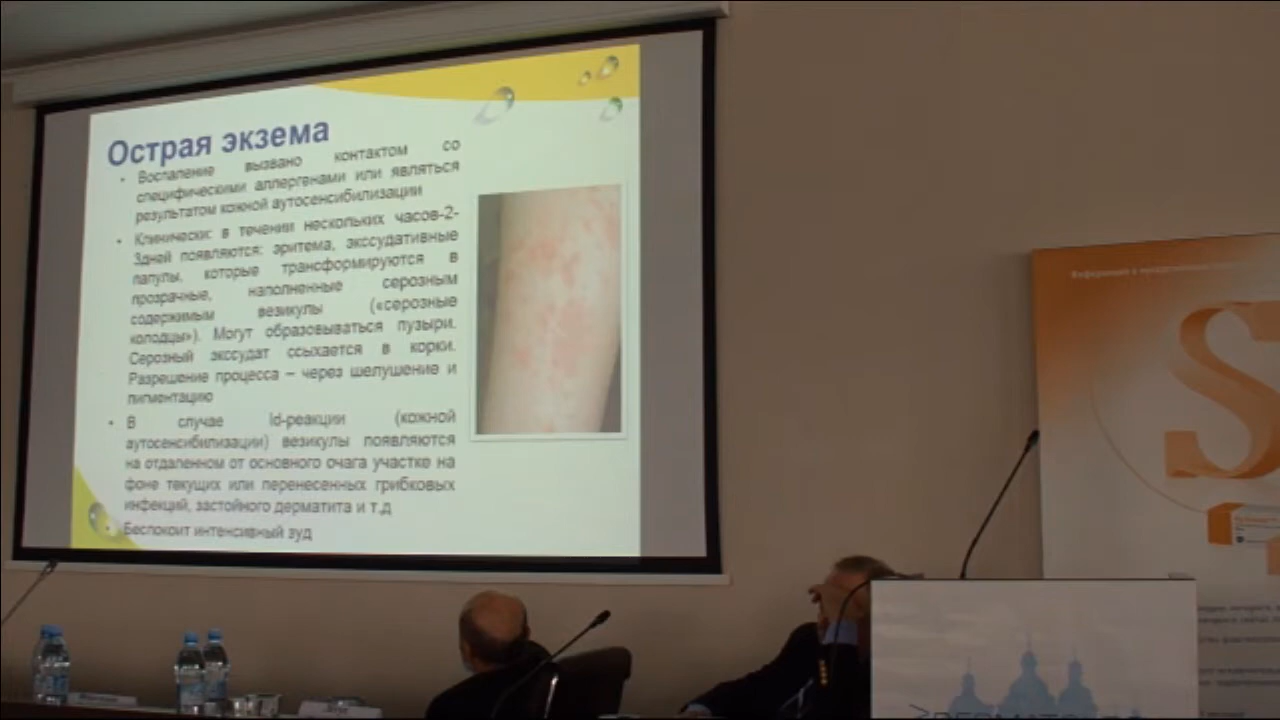 Острая экзема
• Воспаление вызвано контактом со
специфическими аллергенами или являться
результатом кожной аутосенсибилизации
• Клинически: в течении нескольких часов-2-
3дней появляются: эритема, экссудативные
папулы, которые трансформируются в
прозрачные, наполненные серозным
содержимым везикулы («серозные
колодцы»). Могут образовываться пузыри.
Серозный экссудат ссыхается в корки.
Разрешение процесса – через шелушение и
пигментацию
• В случае Id-реакции (кожной
аутосенсибилизации) везикулы появляются
на отдаленном от основного очага участке на
фоне текущих или перенесенных грибковых
инфекций, застойного дерматита и т.д
• Беспокоит интенсивный зуд
S